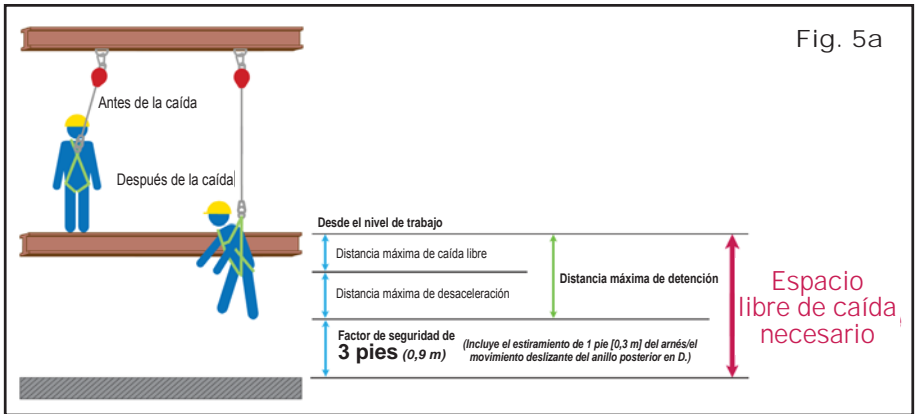 Fig. 5a
Antes de la caída
Después de la caída
Desde el nivel de trabajo
Distancia máxima de caída libre
Distancia máxima de desaceleración
Distancia máxima de detención
Factor de seguridad de
3 pies (0,9 m)
(Incluye el estiramiento de 1 pie [0,3 m] del arnés/el
movimiento deslizante del anillo posterior en D.)
Espacio
libre de caída
necesario